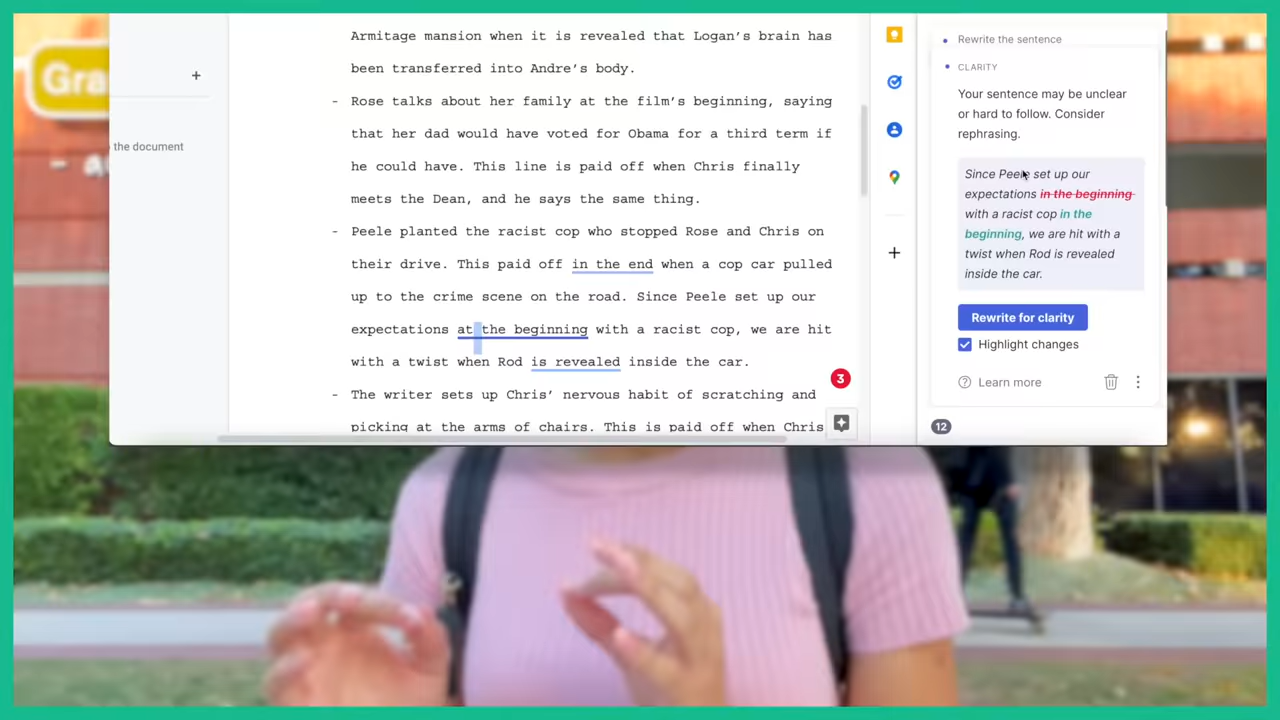 Gra
- a
+
the document
Armitage mansion when it is revealed that Logan's brain has
been transferred into Andre's body.
- Rose talks about her family at the film's beginning, saying
that her dad would have voted for Obama for a third term if
he could have. This line is paid off when Chris finally
meets the Dean, and he says the same thing.
- Peele planted the racist cop who stopped Rose and Chris on
their drive. This paid off in the end when a cop car pulled
up to the crime scene on the road. Since Peele set up our
expectations at the beginning with a racist cop, we are hit
with a twist when Rod is revealed inside the car.
- The writer sets up Chris' nervous habit of scratching and
picking at the arms of chairs. This is paid off when Chris
3
Rewrite the sentence
CLARITY
Your sentence may be unclear
or hard to follow. Consider
rephrasing.
Since Peele set up our
expectations in the beginning
with a racist cop in the
beginning, we are hit with a
twist when Rod is revealed
inside the car.
Rewrite for clarity
Highlight changes
Learn more
12